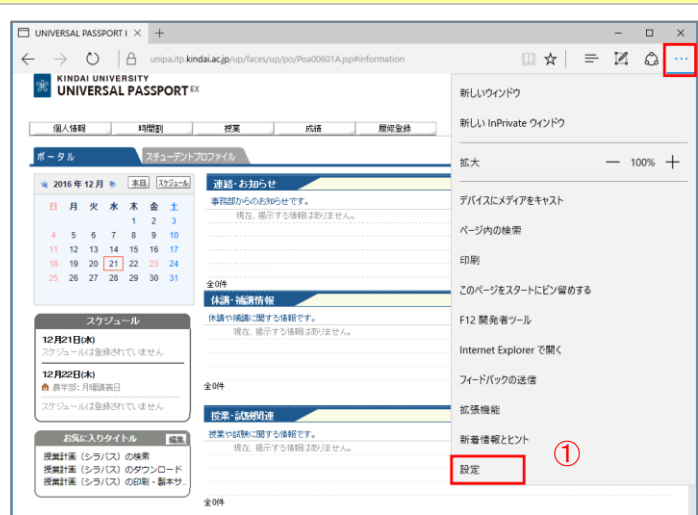 UNIVERSAL PASSPORT I
unipa.itp.kindai.ac.jp/up/faces/up/po/Poa00601A.jsp#information
KINDAI UNIVERSITY
UNIVERSAL PASSPORT EX
個人情報 時間割 授業 成績 履修登録
ポータル スチューデントプロファイル
2016年12月 本日 スケジュール
日 月 火 水 木 金 土
1 2 3
4 5 6 7 8 9 10
11 12 13 14 15 16 17
18 19 20 21 22 23 24
25 26 27 28 29 30 31
スケジュール
12月21日(水)
スケジュールは登録されていません
12月22日(木)
農学部：月曜講義日
スケジュールは登録されていません
お気に入りタイトル 編集
授業計画（シラバス）の検索
授業計画（シラバス）のダウンロード
授業計画（シラバス）の印刷・製本サ
連絡・お知らせ
事務部からのお知らせです。
現在、掲示する情報はありません。
全0件
休講・補講情報
休講や補講に関する情報です。
現在、掲示する情報はありません。
全0件
授業・試験関連
授業や試験に関する情報です。
現在、掲示する情報はありません。
全0件
新しいウィンドウ
新しい InPrivate ウィンドウ
拡大 — 100% +
デバイスにメディアをキャスト
ページ内の検索
印刷
このページをスタートにピン留めする
F12 開発者ツール
Internet Explorer で開く
フィードバックの送信
拡張機能
新着情報とヒント
設定
①